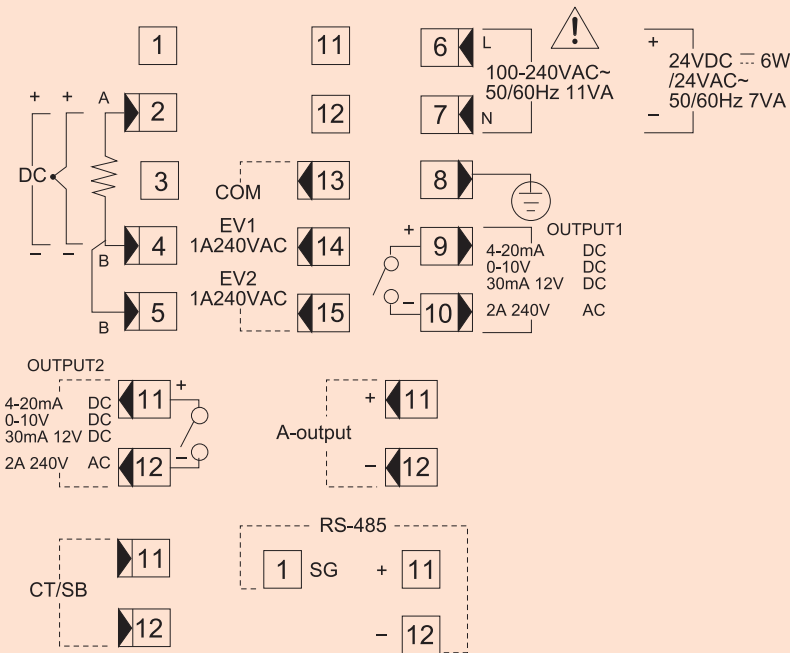 1
11
6
L
100-240VAC~
50/60Hz 11VA
+
24VDC ⎓ 6W
/24VAC~
50/60Hz 7VA
−
+ + A
2
12
7
N
DC
3
COM
13
8
− − B
4
EV1
1A240VAC
14
+
9
OUTPUT1
4-20mA DC
0-10V DC
30mA 12V DC
2A 240V AC
B
5
EV2
1A240VAC
15
−
10
OUTPUT2
4-20mA DC
0-10V DC
30mA 12V DC
2A 240V AC
11
+
12
−
A-output
+ 11
− 12
CT/SB
11
12
RS-485
1 SG + 11
− 12